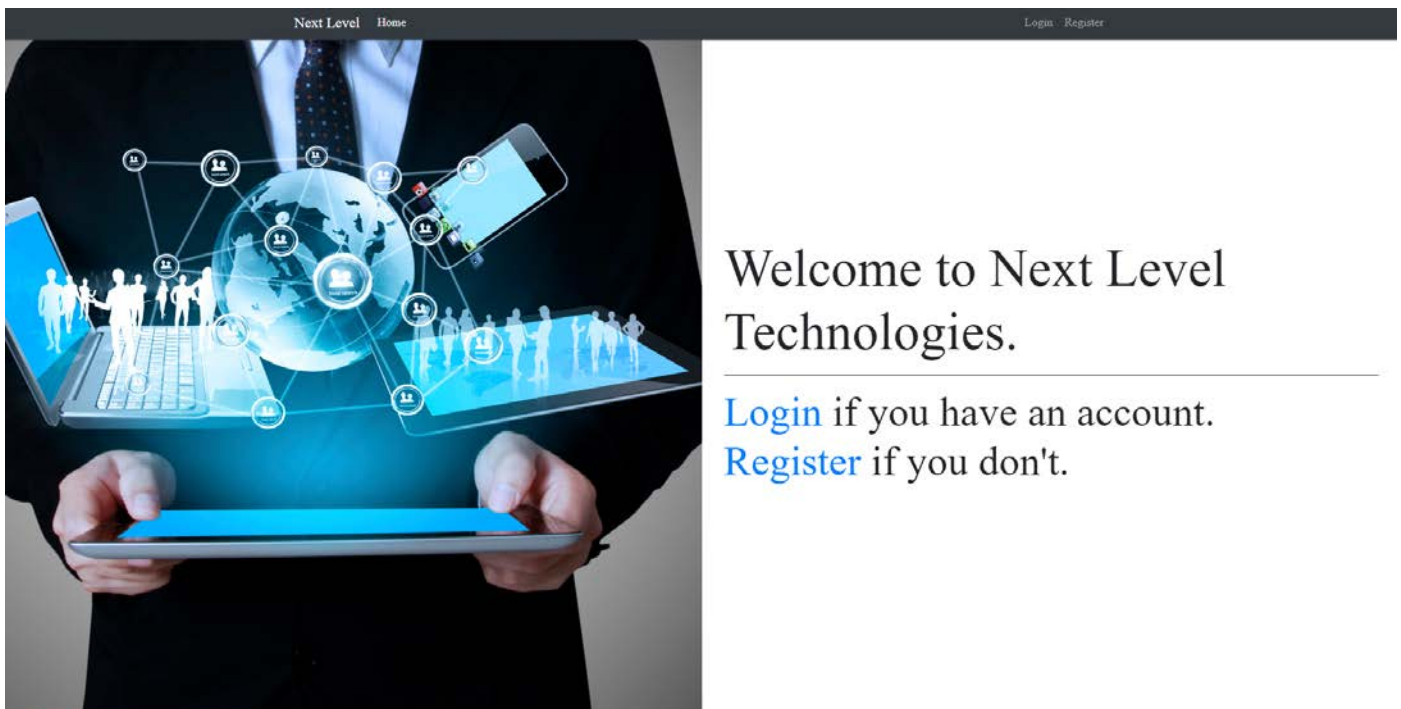 Next Level Home Login Register
Welcome to Next Level
Technologies.
Login if you have an account.
Register if you don't.